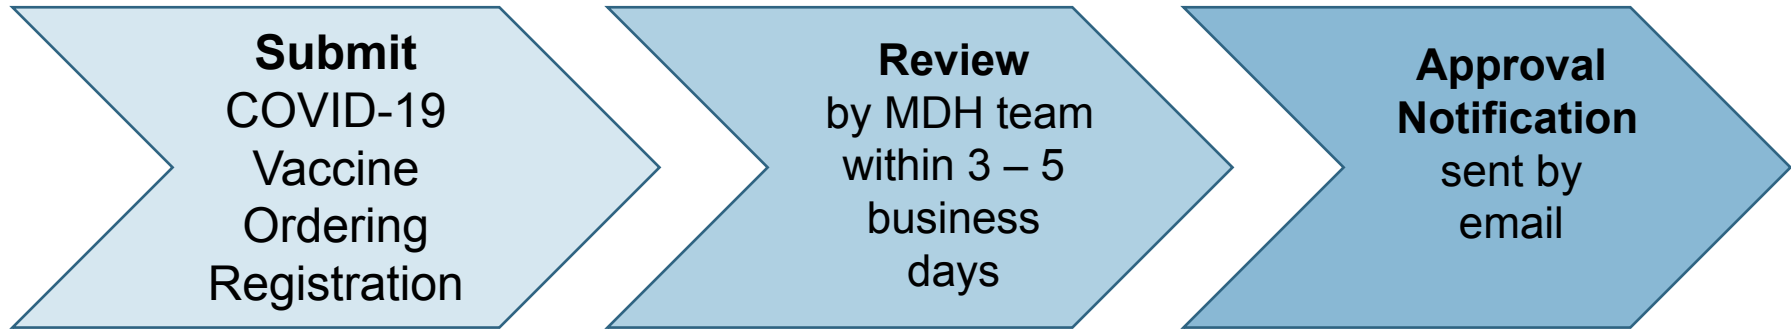 Submit
COVID-19
Vaccine
Ordering
Registration
Review
by MDH team
within 3 – 5
business
days
Approval
Notification
sent by
email